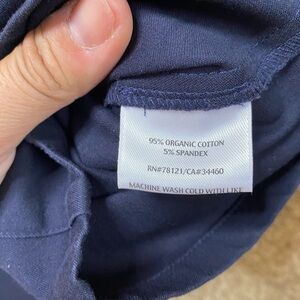 95% ORGANIC COTTON
5% SPANDEX
RN#78121/CA#34460
MACHINE WASH COLD WITH LIKE